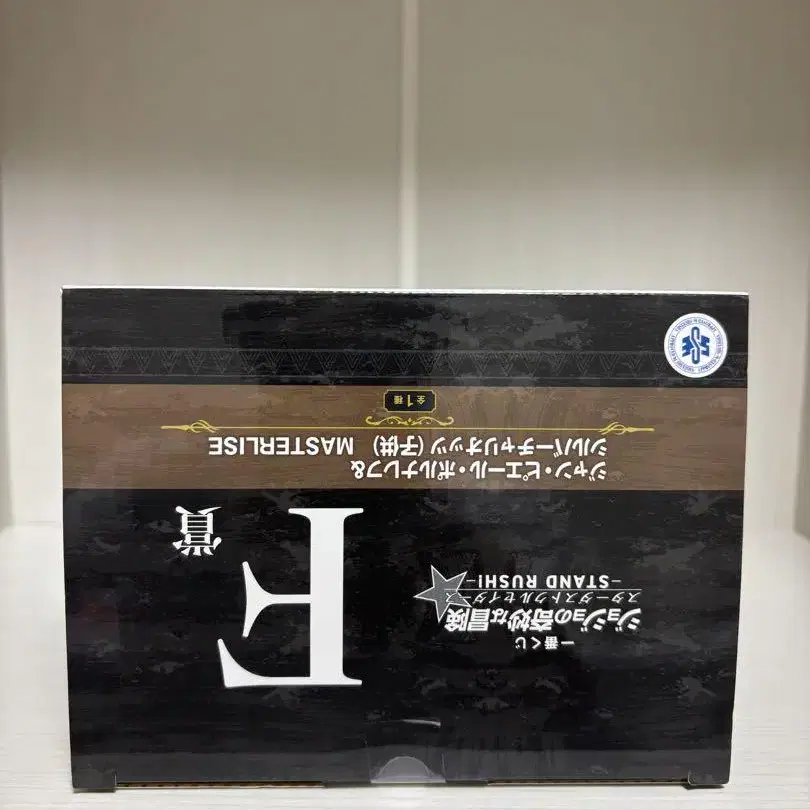 一番くじ
ジョジョの奇妙な冒険
スターダストクルセイダース
-STAND RUSH!-
F賞
ジャン・ピエール・ポルナレフ&
シルバーチャリオッツ(子供) MASTERLISE
全1種